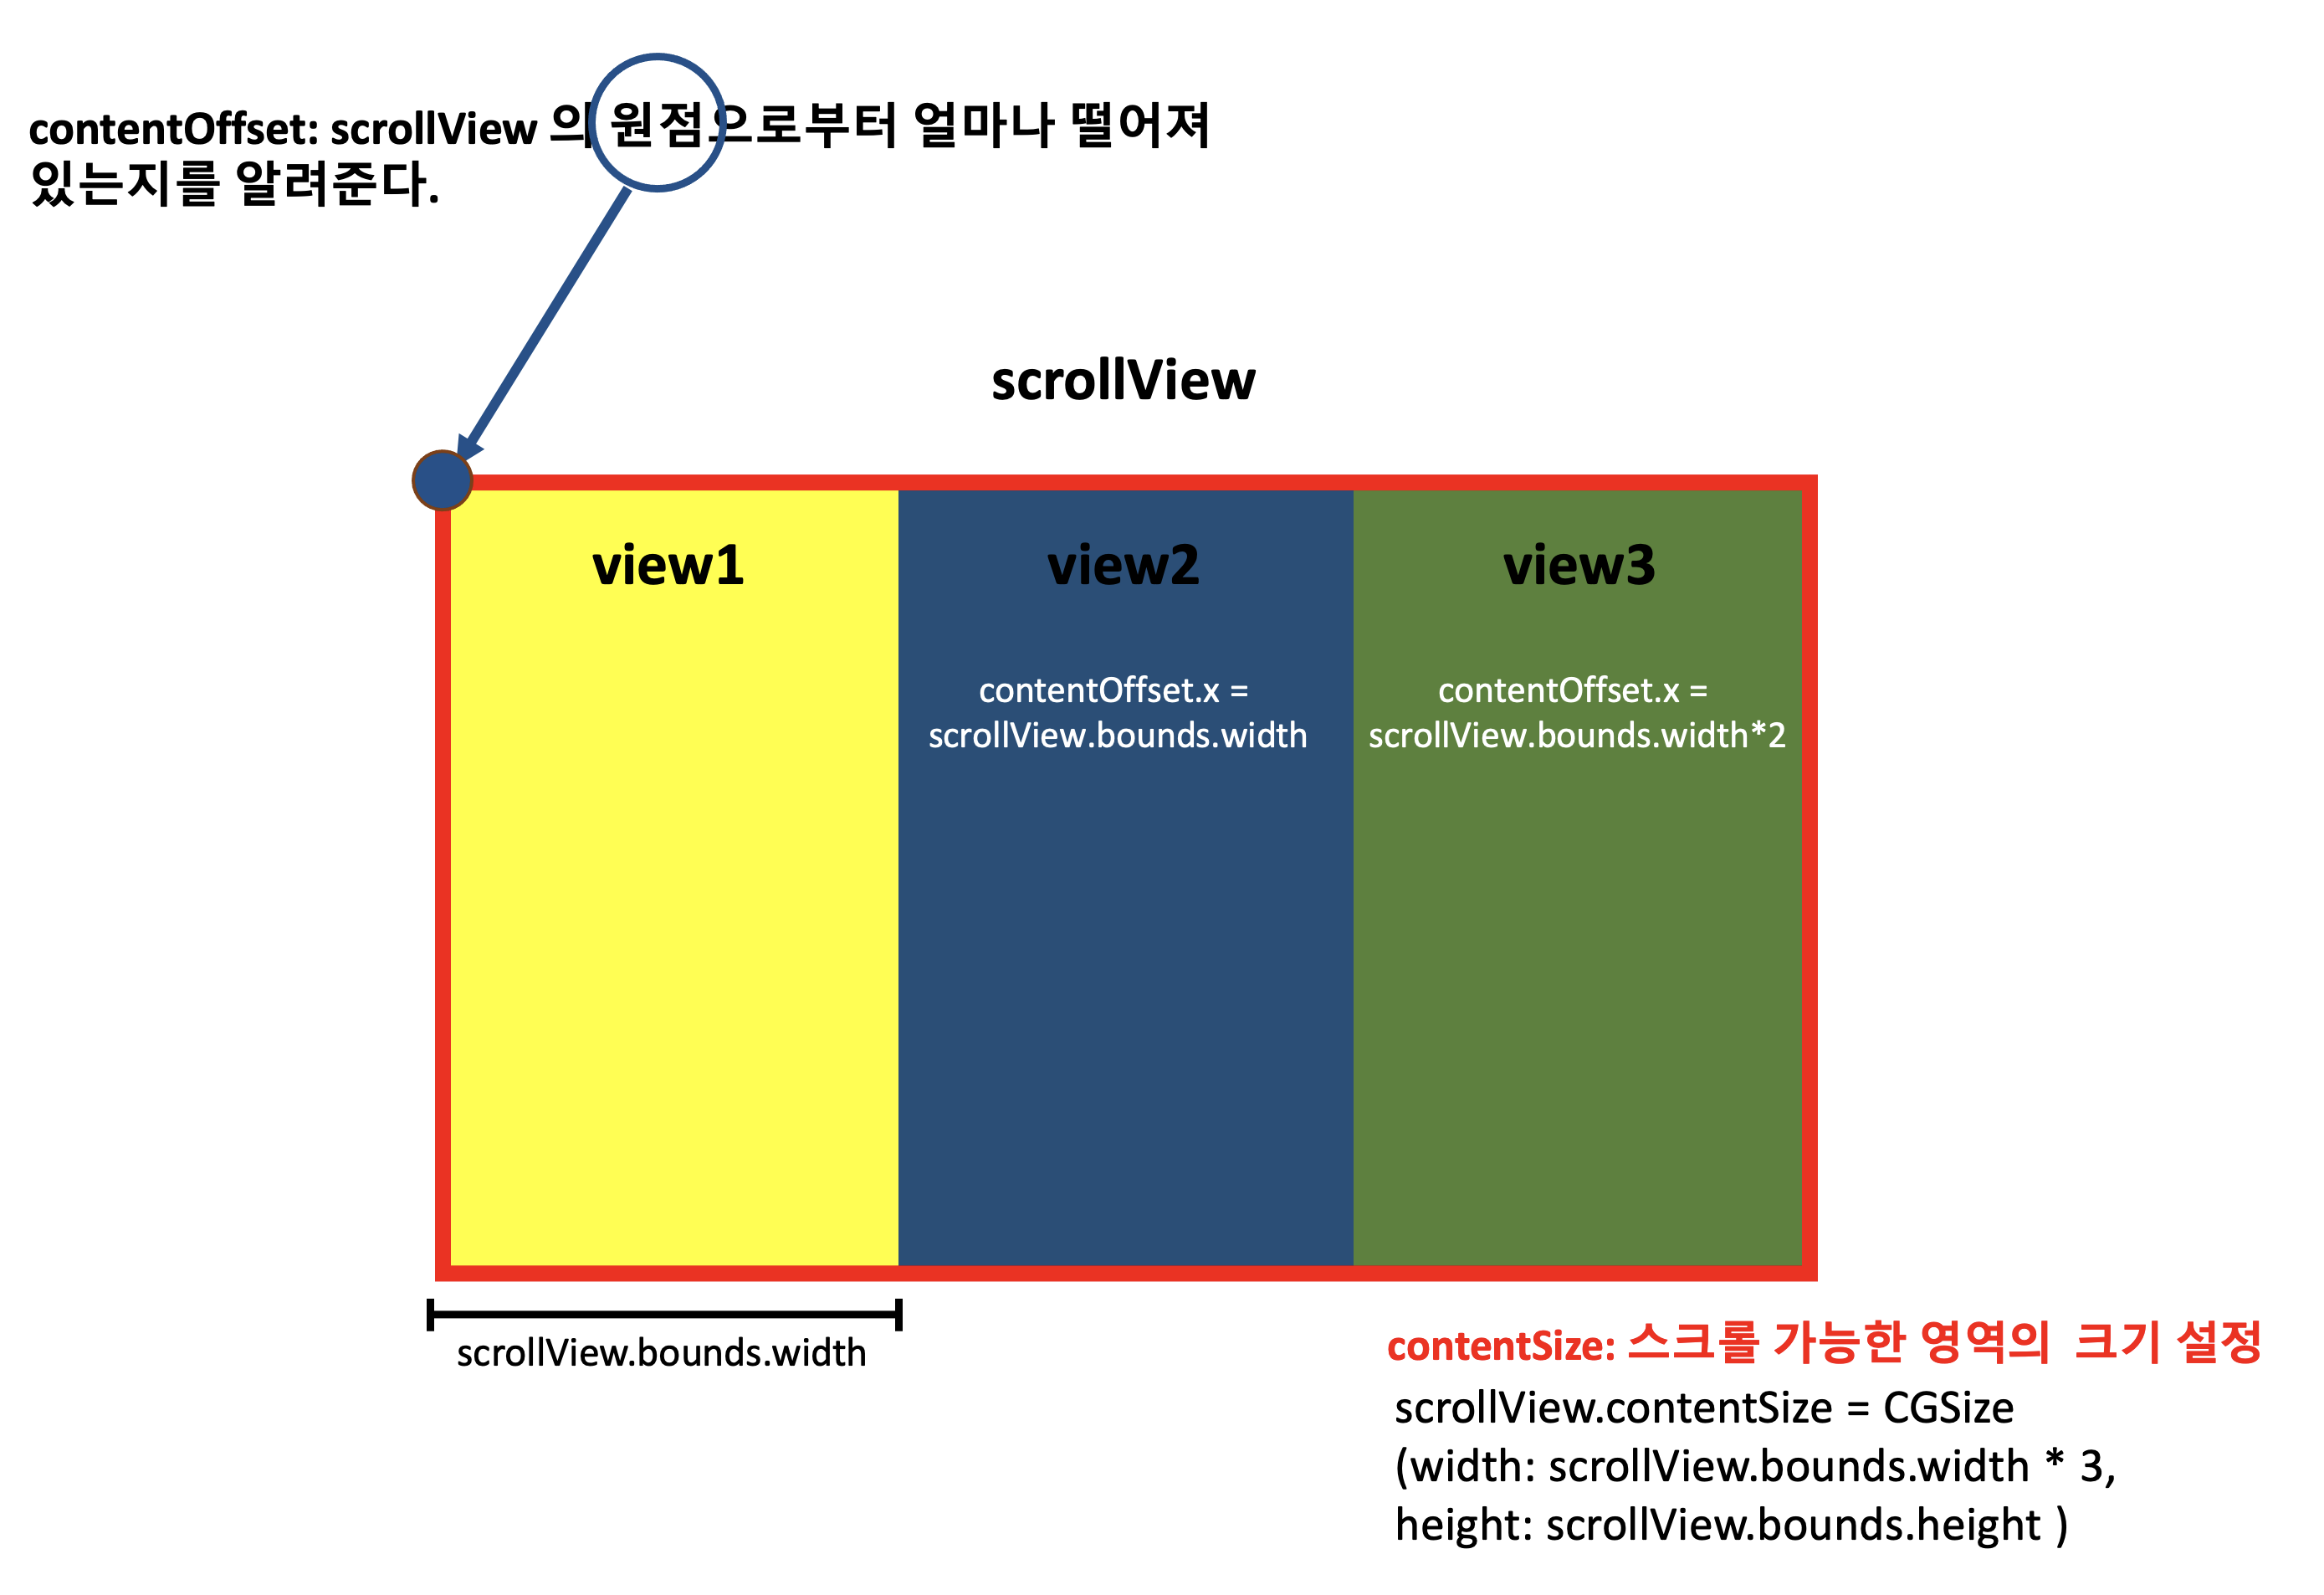 contentOffset: scrollView 의 원점으로부터 얼마나 떨어져
있는지를 알려준다.
scrollView
view1
view2
view3
contentOffset.x =
scrollView.bounds.width
contentOffset.x =
scrollView.bounds.width*2
scrollView.bounds.width
contentSize: 스크롤 가능한 영역의 크기 설정
scrollView.contentSize = CGSize
(width: scrollView.bounds.width * 3,
height: scrollView.bounds.height )